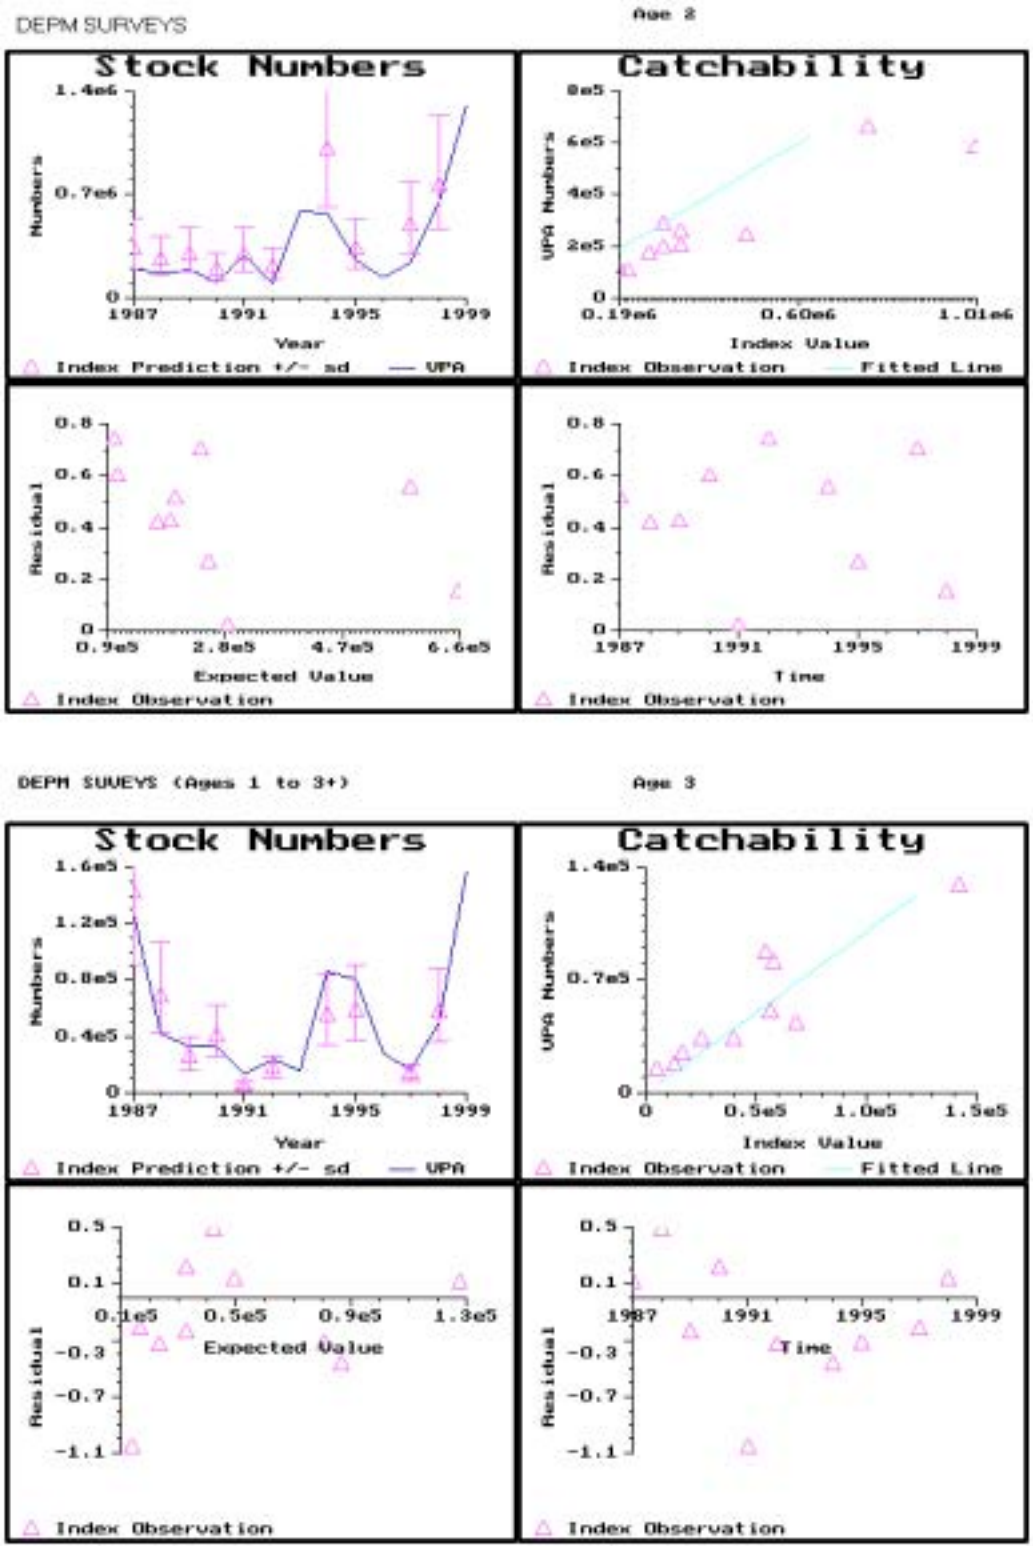 DEPM SURVEYS
Age 2
Stock Numbers
Catchability
1.4e6
0.7e6
0
Numbers
1987 1991 1995 1999
Year
Index Prediction +/- sd VPA
8e5
6e5
4e5
2e5
0
VPA Numbers
0.19e6 0.60e6 1.01e6
Index Value
Index Observation Fitted Line
0.8
0.6
0.4
0.2
0
Residual
0.9e5 2.8e5 4.7e5 6.6e5
Expected Value
Index Observation
0.8
0.6
0.4
0.2
0
Residual
1987 1991 1995 1999
Time
Index Observation
DEPM SUVEYS (Ages 1 to 3+)
Age 3
Stock Numbers
Catchability
1.6e5
1.2e5
0.8e5
0.4e5
0
Numbers
1987 1991 1995 1999
Year
Index Prediction +/- sd VPA
1.4e5
0.7e5
0
VPA Numbers
0 0.5e5 1.0e5 1.5e5
Index Value
Index Observation Fitted Line
0.5
0.1
-0.3
-0.7
-1.1
Residual
0.1e5 0.5e5 0.9e5 1.3e5
Expected Value
Index Observation
0.5
0.1
-0.3
-0.7
-1.1
Residual
1987 1991 1995 1999
Time
Index Observation